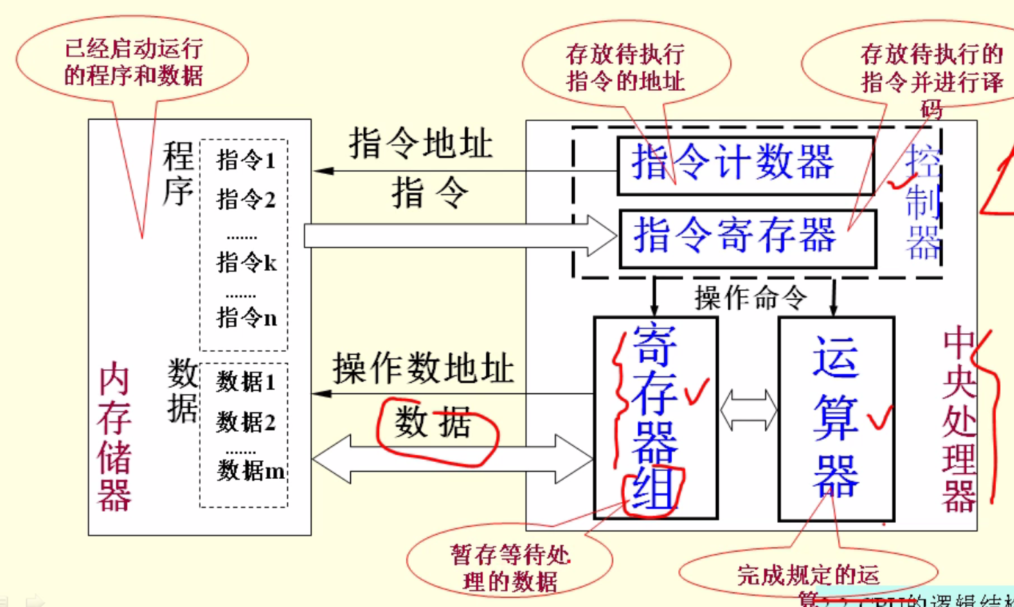 已经启动运行
的程序和数据
存放待执行
指令的地址
存放待执行的
指令并进行译
码
程序
指令1
指令2
.......
指令k
.......
指令n
数据
数据1
数据2
.......
数据m
内存储器
指令地址
指令
操作数地址
数据
指令计数器
指令寄存器
控制器
操作命令
寄存器组
运算器
中央处理器
暂存等待处
理的数据
完成规定的运
算
CPU的逻辑结构